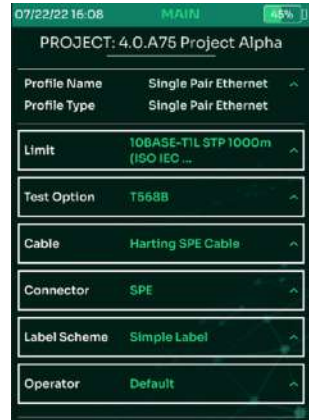 07/22/22 16:08 MAIN 45%
PROJECT: 4.0.A75 Project Alpha
Profile Name Single Pair Ethernet
Profile Type Single Pair Ethernet
Limit 10BASE-T1L STP 1000m
(ISO IEC ...
Test Option T568B
Cable Harting SPE Cable
Connector SPE
Label Scheme Simple Label
Operator Default